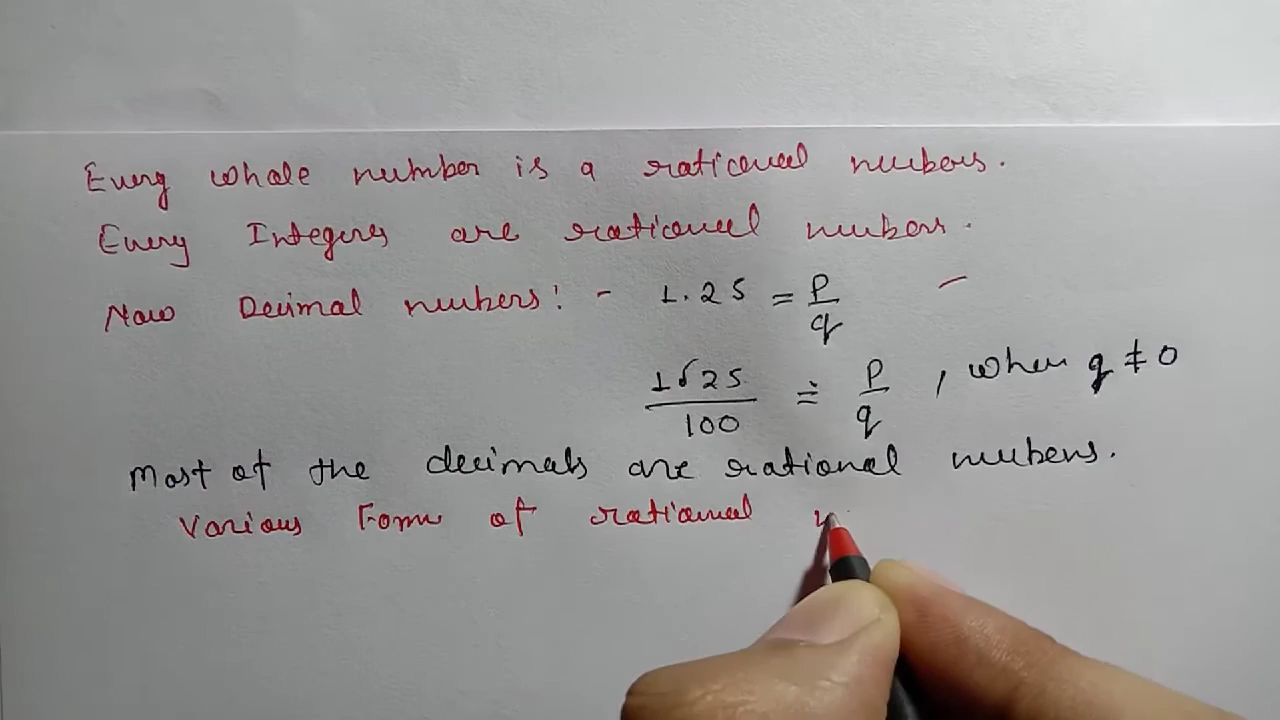 Every whole number is a rational numbers.
Every Integers are rational numbers.
Now Decimal numbers: - 1.25 = P/q
125/100 = P/q , when q ≠ 0
Most of the decimals are rational numbers.
Various Form of rational